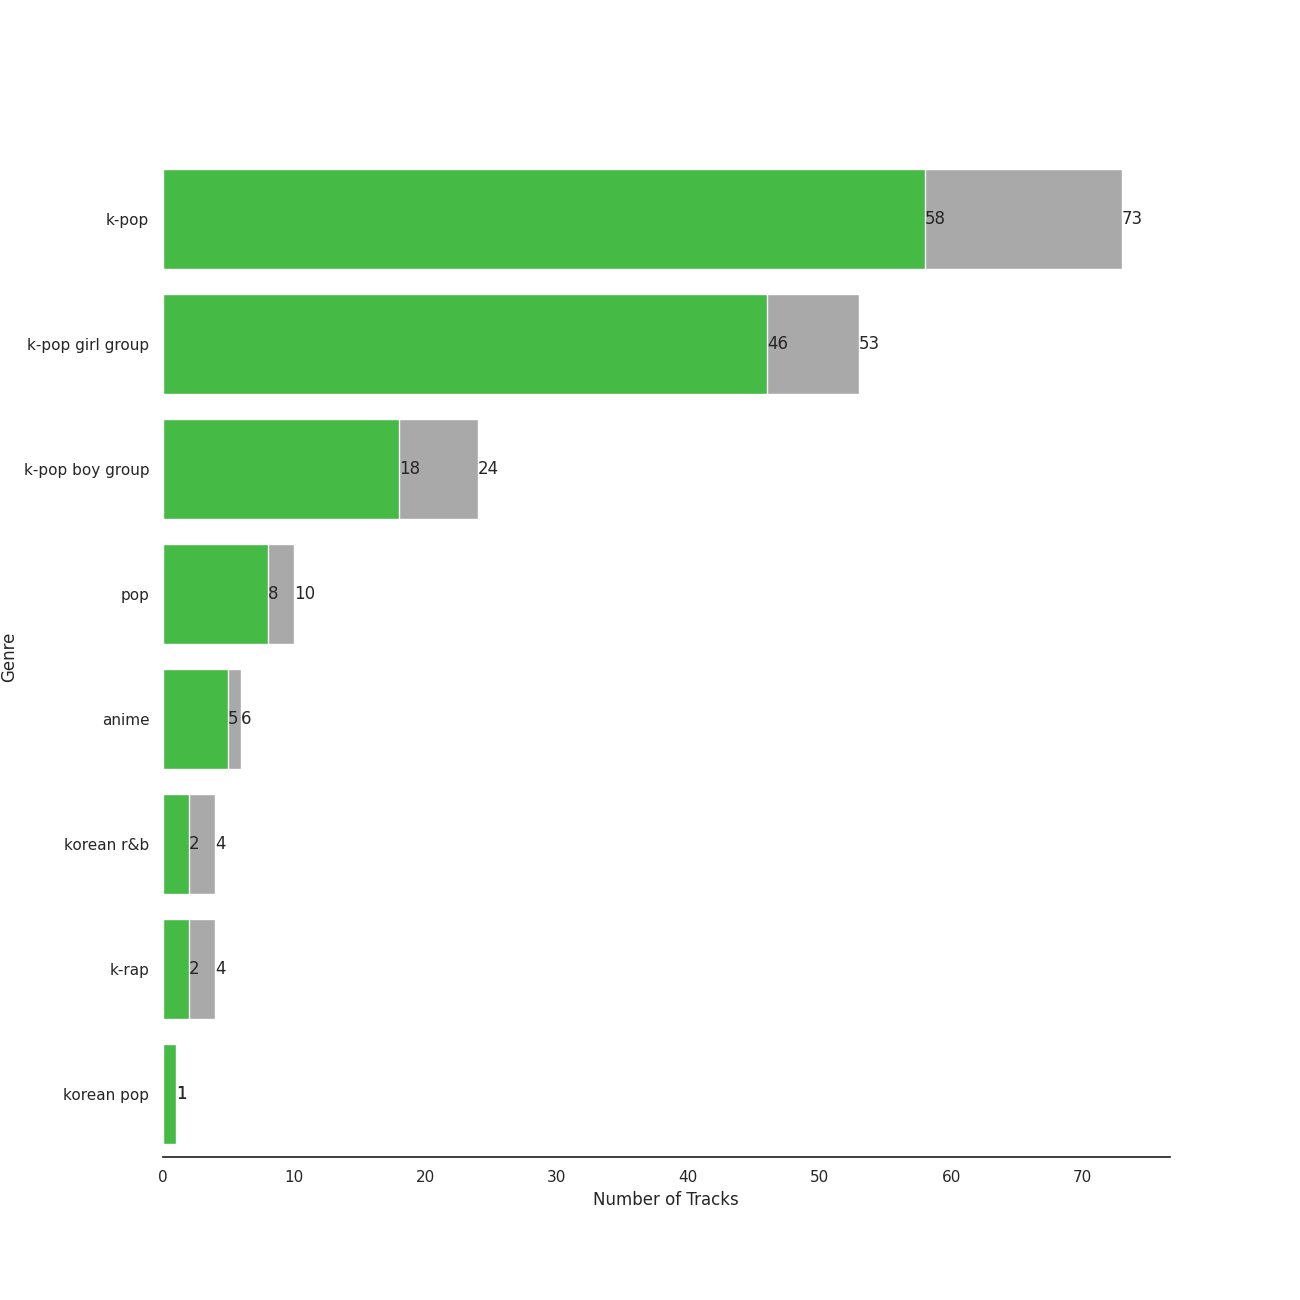 k-pop 58 73
k-pop girl group 46 53
k-pop boy group 18 24
pop 8 10
anime 5 6
korean r&b 2 4
k-rap 2 4
korean pop 1
0 10 20 30 40 50 60 70
Number of Tracks
Genre